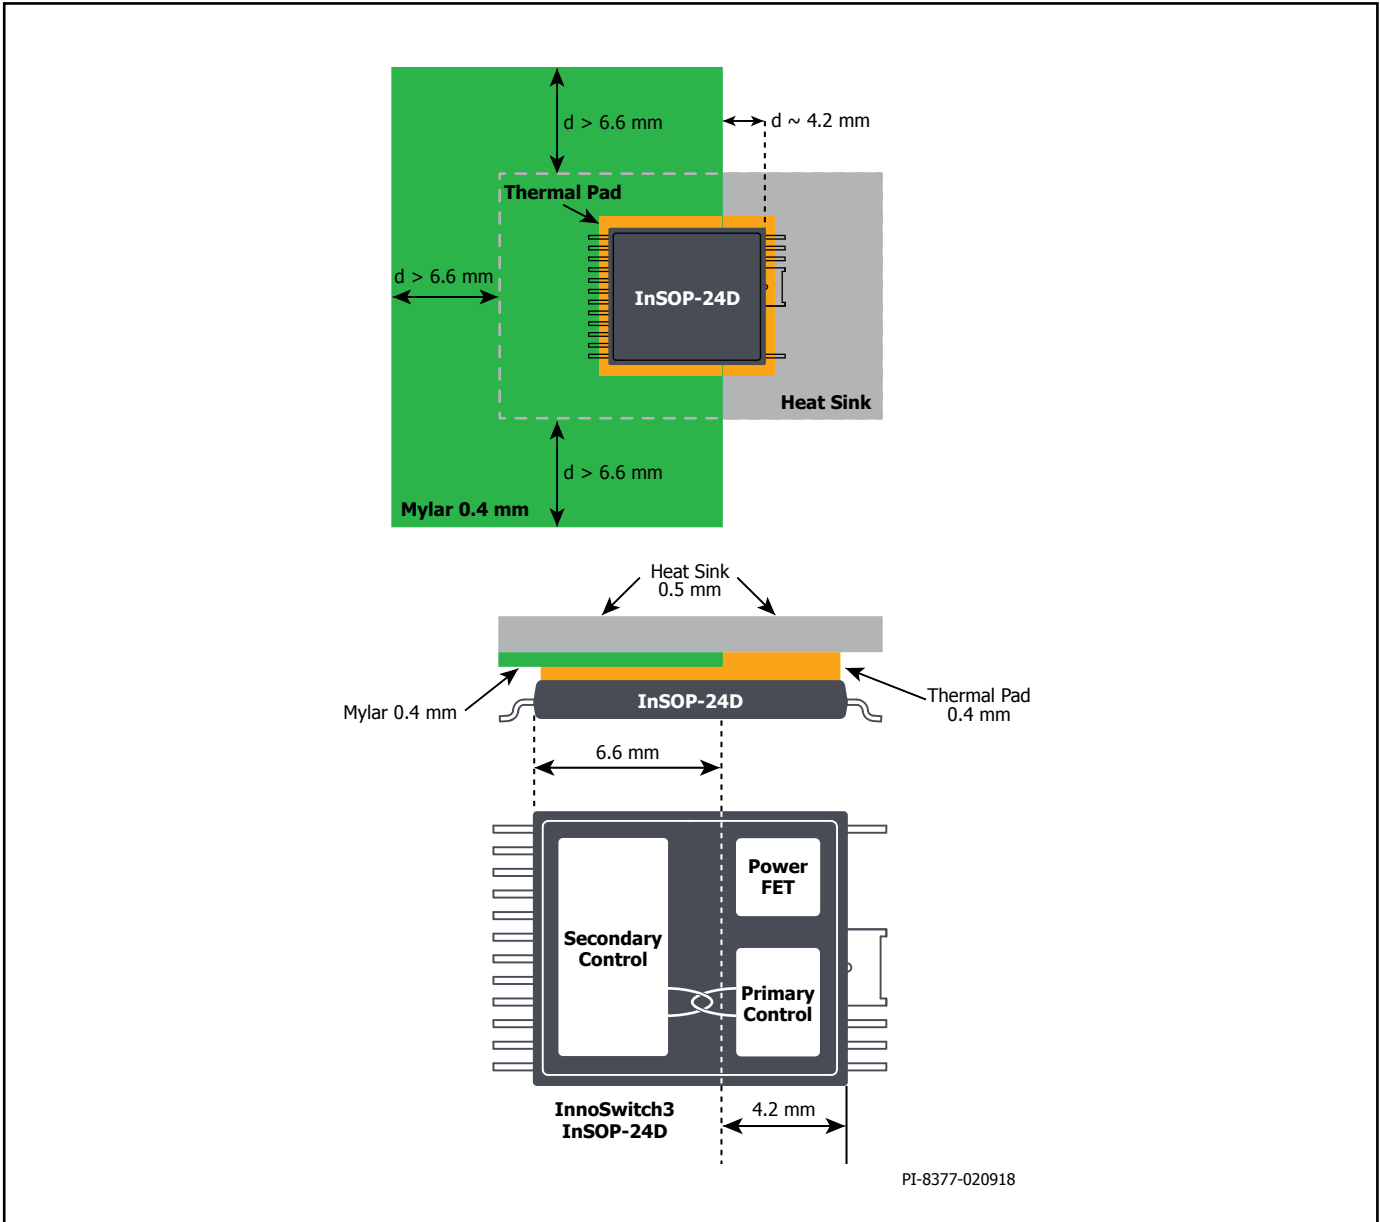 d > 6.6 mm
d ~ 4.2 mm
Thermal Pad
d > 6.6 mm
InSOP-24D
Heat Sink
d > 6.6 mm
Mylar 0.4 mm
Heat Sink
0.5 mm
InSOP-24D
Mylar 0.4 mm
Thermal Pad
0.4 mm
6.6 mm
Power
FET
Secondary
Control
Primary
Control
InnoSwitch3
InSOP-24D
4.2 mm
PI-8377-020918